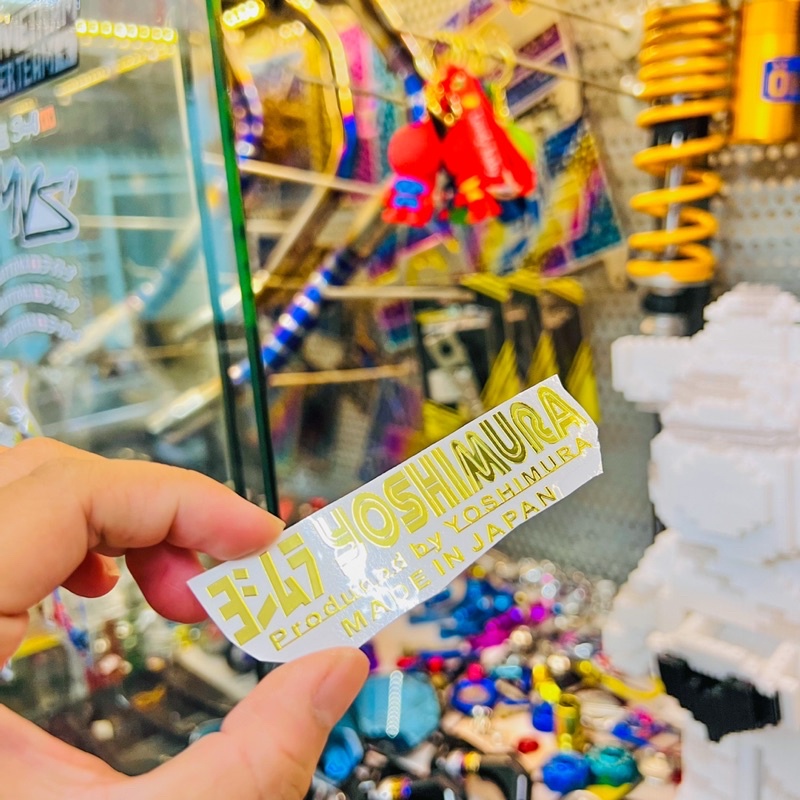 ヨシムラ YOSHIMURA
Produced by YOSHIMURA
MADE IN JAPAN